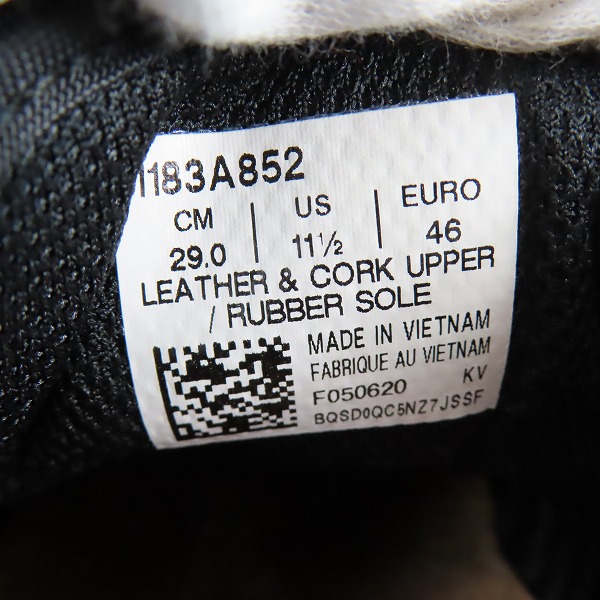 1183A852
CM | US | EURO
29.0 | 11½ | 46
LEATHER & CORK UPPER
/ RUBBER SOLE
MADE IN VIETNAM
FABRIQUE AU VIETNAM
F050620 KV
BQSD0QC5NZ7JSSF